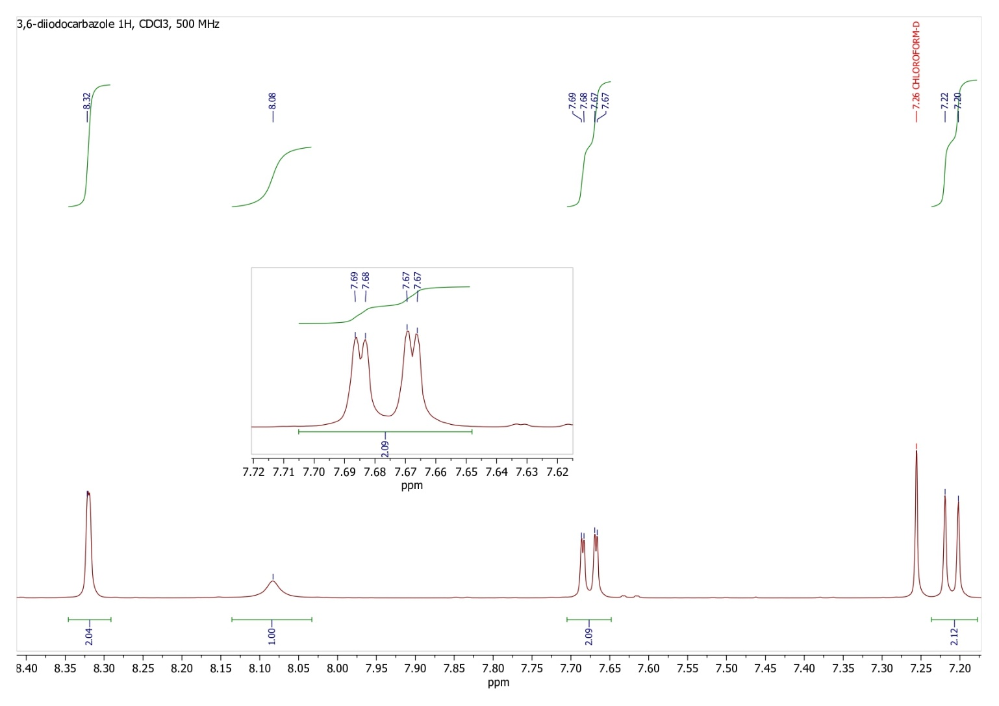 3,6-diiodocarbazole 1H, CDCl3, 500 MHz
8.32
8.08
7.69
7.68
7.67
7.67
7.26 CHLOROFORM-D
7.22
7.20
7.69
7.68
7.67
7.67
2.09
7.72 7.71 7.70 7.69 7.68 7.67 7.66 7.65 7.64 7.63 7.62
ppm
2.04
1.00
2.09
2.12
8.40 8.35 8.30 8.25 8.20 8.15 8.10 8.05 8.00 7.95 7.90 7.85 7.80 7.75 7.70 7.65 7.60 7.55 7.50 7.45 7.40 7.35 7.30 7.25 7.20
ppm